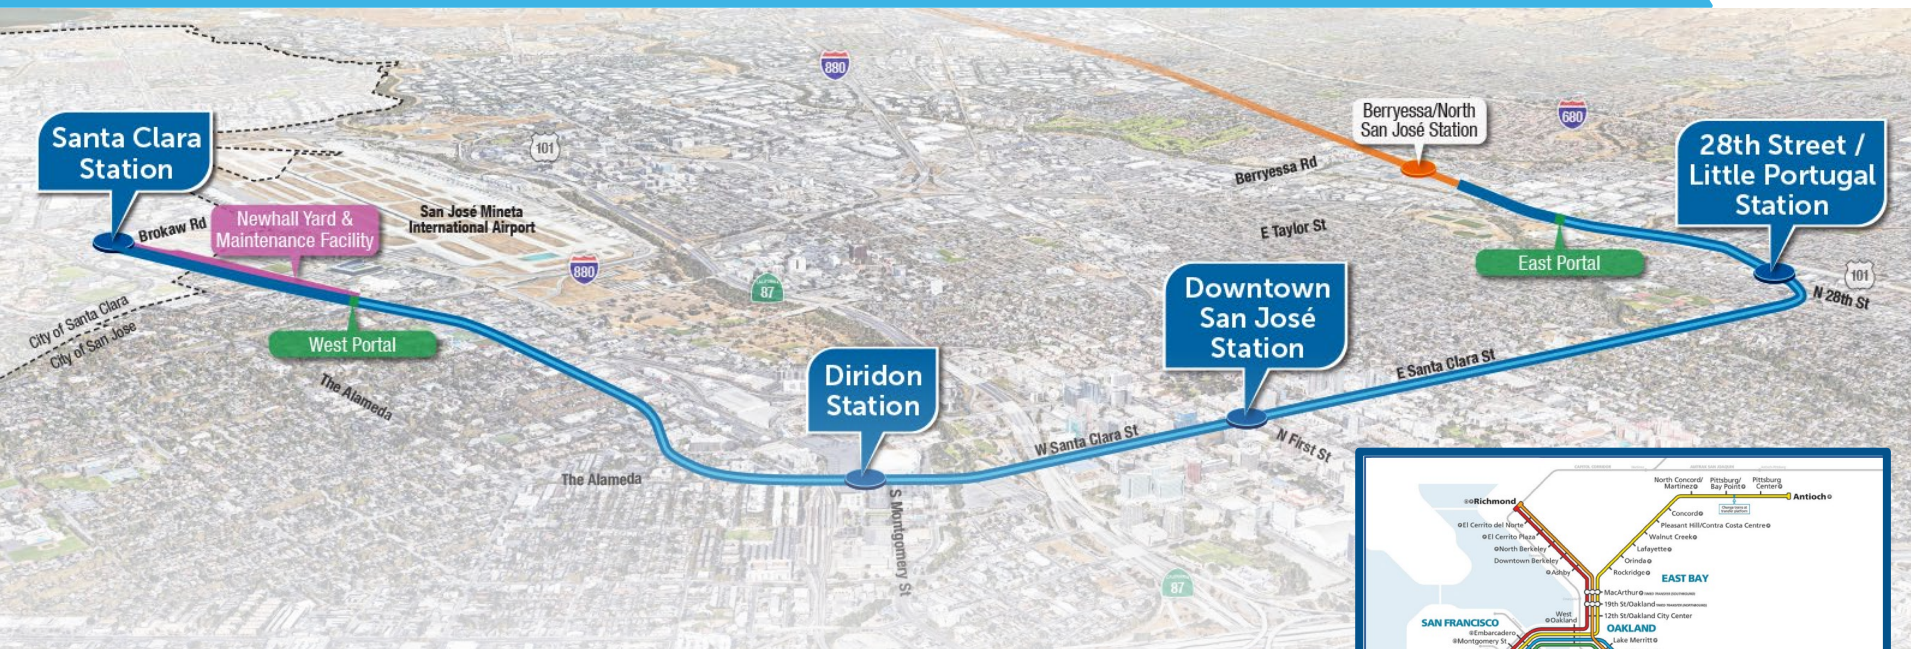 880
Berryessa/North
San José Station
680
Santa Clara
Station
101
28th Street /
Little Portugal
Station
Berryessa Rd
Brokaw Rd
Newhall Yard &
Maintenance Facility
San José Mineta
International Airport
E Taylor St
880
87
East Portal
101
N 28th St
Downtown
San José
Station
City of Santa Clara
City of San Jose
West Portal
The Alameda
Diridon
Station
E Santa Clara St
W Santa Clara St
N First St
The Alameda
S Montgomery St
87
North Concord/
Martinez
Pittsburg/
Bay Point
Pittsburg
Center
Antioch
Richmond
El Cerrito del Norte
El Cerrito Plaza
North Berkeley
Downtown Berkeley
Ashby
Concord
Pleasant Hill/Contra Costa Centre
Walnut Creek
Lafayette
Orinda
Rockridge
EAST BAY
MacArthur
19th St/Oakland
12th St/Oakland City Center
West
Oakland
SAN FRANCISCO
OAKLAND
Embarcadero
Montgomery St
Lake Merritt